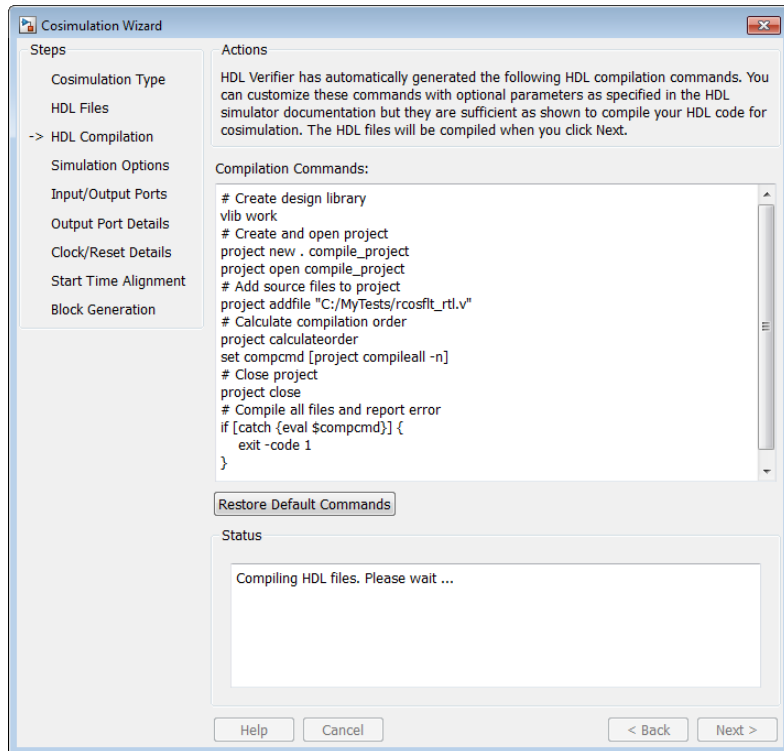 Cosimulation Wizard
Steps
Cosimulation Type
HDL Files
-> HDL Compilation
Simulation Options
Input/Output Ports
Output Port Details
Clock/Reset Details
Start Time Alignment
Block Generation
Actions
HDL Verifier has automatically generated the following HDL compilation commands. You
can customize these commands with optional parameters as specified in the HDL
simulator documentation but they are sufficient as shown to compile your HDL code for
cosimulation. The HDL files will be compiled when you click Next.
Compilation Commands:
# Create design library
vlib work
# Create and open project
project new . compile_project
project open compile_project
# Add source files to project
project addfile "C:/MyTests/rcosflt_rtl.v"
# Calculate compilation order
project calculateorder
set compcmd [project compileall -n]
# Close project
project close
# Compile all files and report error
if [catch {eval $compcmd}] {
    exit -code 1
}
Restore Default Commands
Status
Compiling HDL files. Please wait ...
Help
Cancel
< Back
Next >